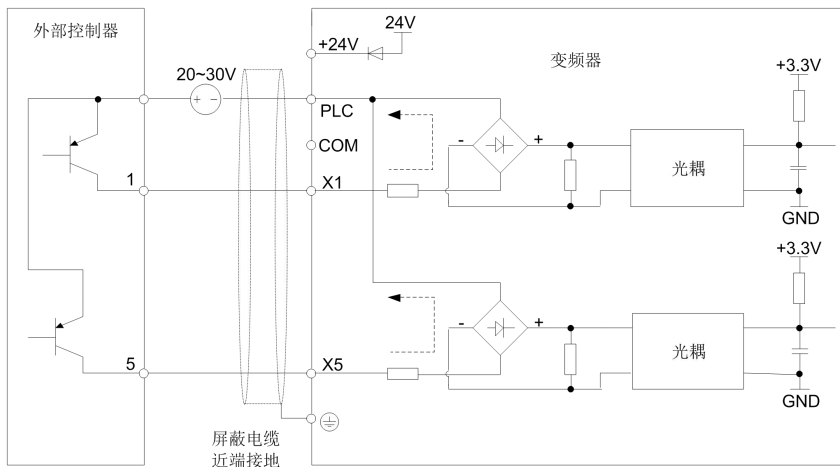 外部控制器
24V
+24V
变频器
20~30V
+3.3V
+ -
PLC
- +
COM
光耦
1
X1
GND
+3.3V
- +
光耦
5
X5
GND
屏蔽电缆
近端接地